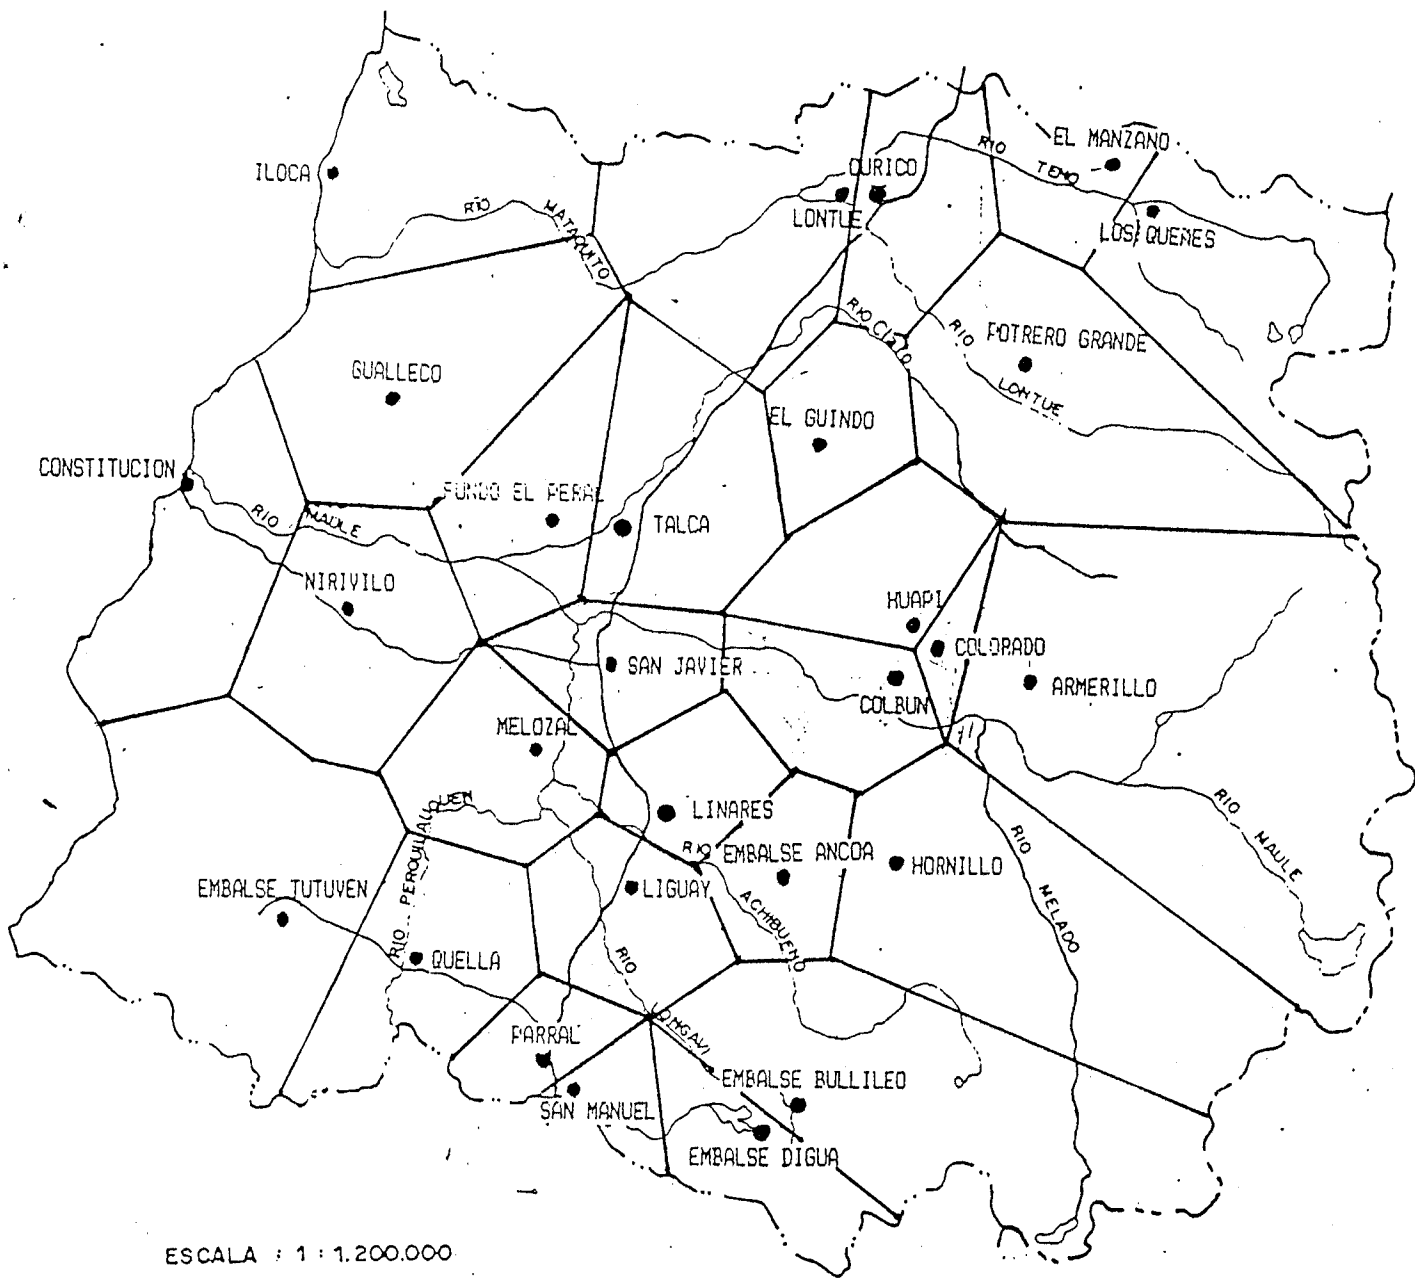 EL MANZANO
RIO
TENO
ILOCA
CURICO
RÍO
MATAQUITO
LONTUE
LOS QUENES
RIO
RIO
POTRERO GRANDE
GUALLECO
LONTUE
EL GUINDO
CONSTITUCION
FUNDO EL PERAL
RIO
MAULE
TALCA
NIRIVILO
HUAPI
COLORADO
SAN JAVIER
ARMERILLO
COLBUN
MELOZAL
RIO
MAULE
LINARES
RIO
RIO
EMBALSE ANCOA
HORNILLO
EMBALSE TUTUVEN
LIGUAY
ACHIBUENO
MELADO
RIO
QUELLA
RIO
LONGAVI
PARRAL
EMBALSE BULLILEO
SAN MANUEL
EMBALSE DIGUA
ESCALA : 1 : 1.200.000